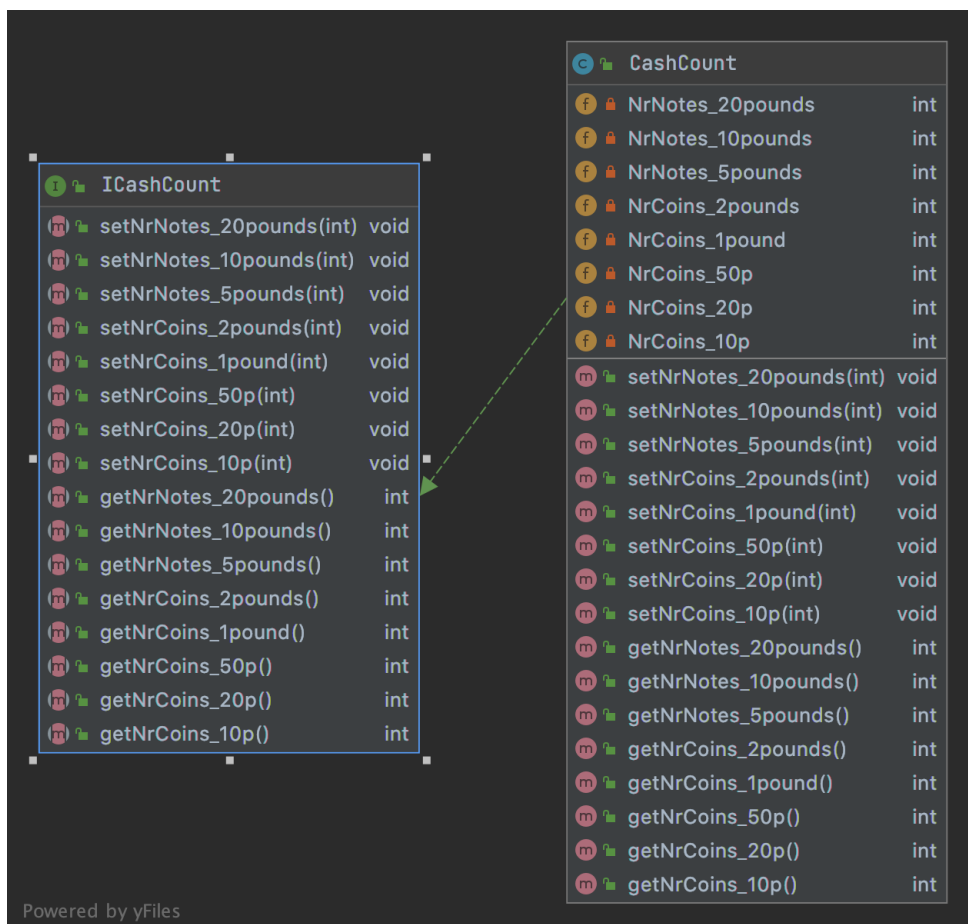 ICashCount
setNrNotes_20pounds(int) void
setNrNotes_10pounds(int) void
setNrNotes_5pounds(int) void
setNrCoins_2pounds(int) void
setNrCoins_1pound(int) void
setNrCoins_50p(int) void
setNrCoins_20p(int) void
setNrCoins_10p(int) void
getNrNotes_20pounds() int
getNrNotes_10pounds() int
getNrNotes_5pounds() int
getNrCoins_2pounds() int
getNrCoins_1pound() int
getNrCoins_50p() int
getNrCoins_20p() int
getNrCoins_10p() int
CashCount
NrNotes_20pounds int
NrNotes_10pounds int
NrNotes_5pounds int
NrCoins_2pounds int
NrCoins_1pound int
NrCoins_50p int
NrCoins_20p int
NrCoins_10p int
setNrNotes_20pounds(int) void
setNrNotes_10pounds(int) void
setNrNotes_5pounds(int) void
setNrCoins_2pounds(int) void
setNrCoins_1pound(int) void
setNrCoins_50p(int) void
setNrCoins_20p(int) void
setNrCoins_10p(int) void
getNrNotes_20pounds() int
getNrNotes_10pounds() int
getNrNotes_5pounds() int
getNrCoins_2pounds() int
getNrCoins_1pound() int
getNrCoins_50p() int
getNrCoins_20p() int
getNrCoins_10p() int
Powered by yFiles